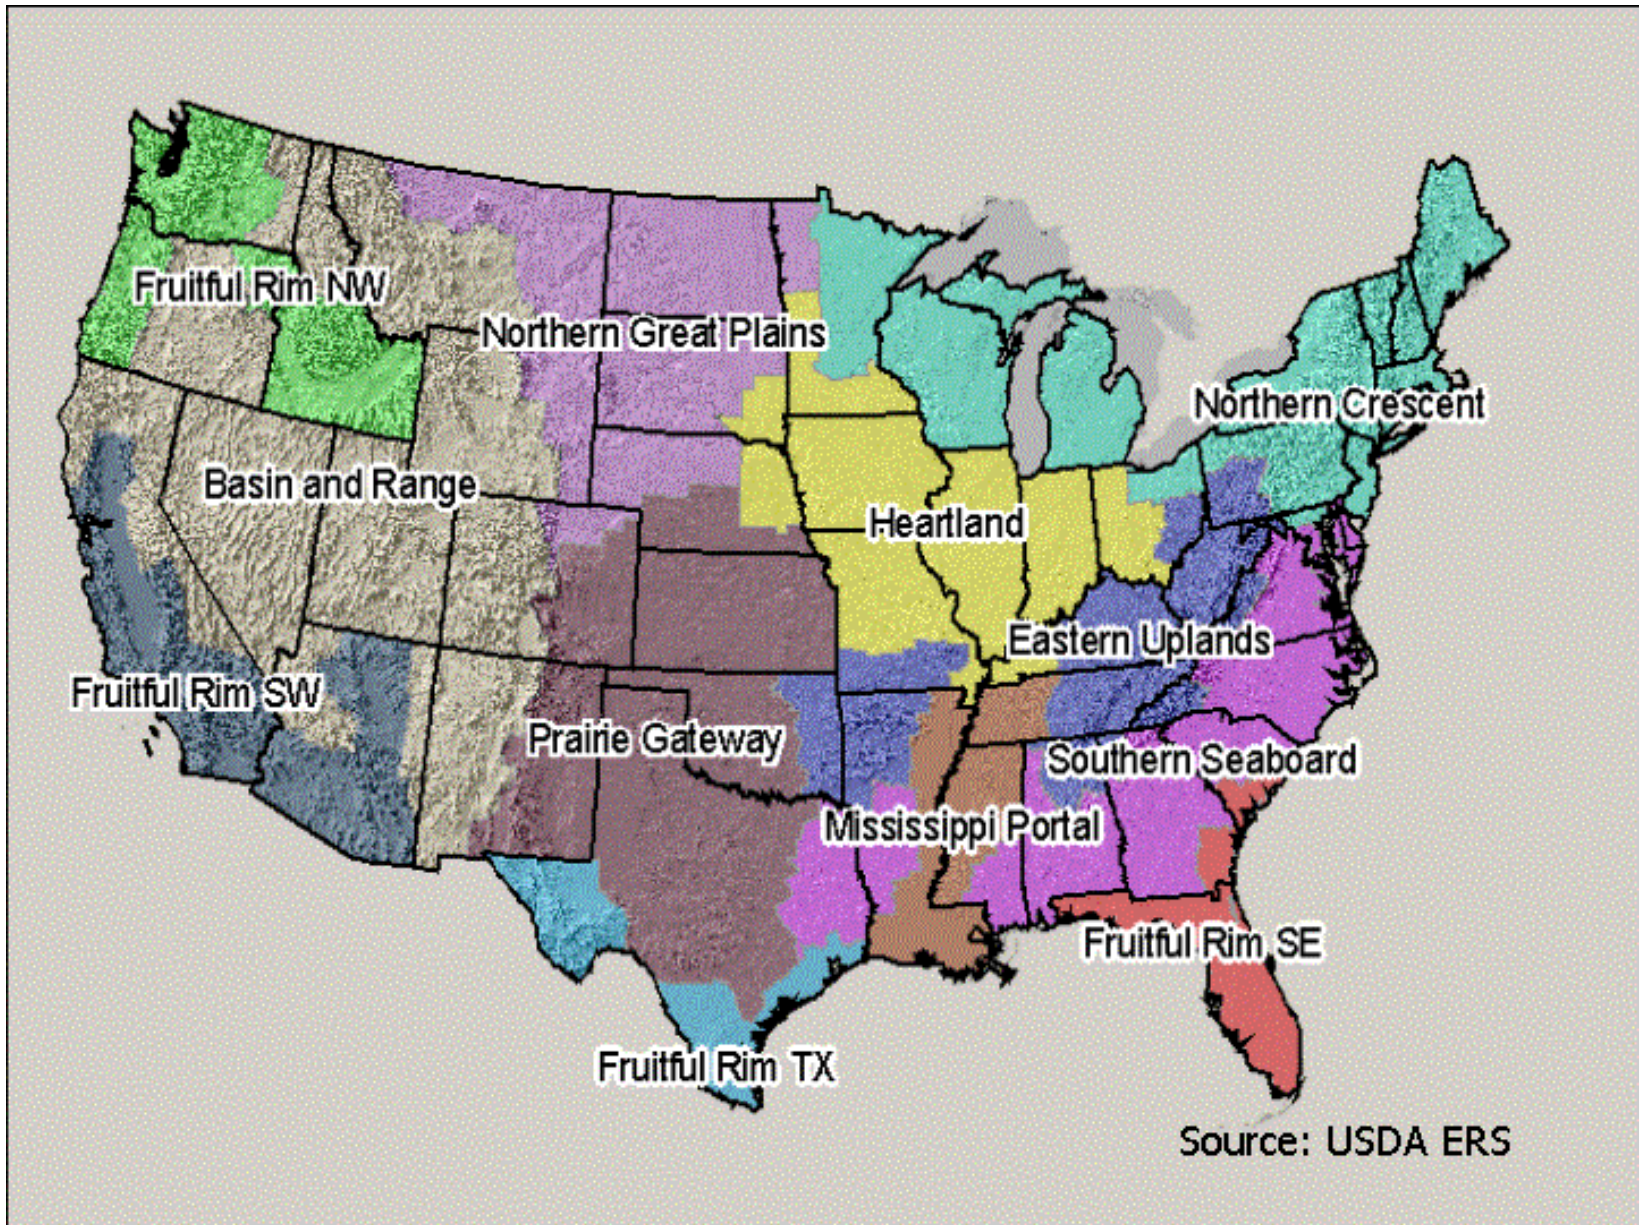 Fruitful Rim NW
Northern Great Plains
Northern Crescent
Basin and Range
Heartland
Eastern Uplands
Fruitful Rim SW
Prairie Gateway
Southern Seaboard
Mississippi Portal
Fruitful Rim SE
Fruitful Rim TX
Source: USDA ERS